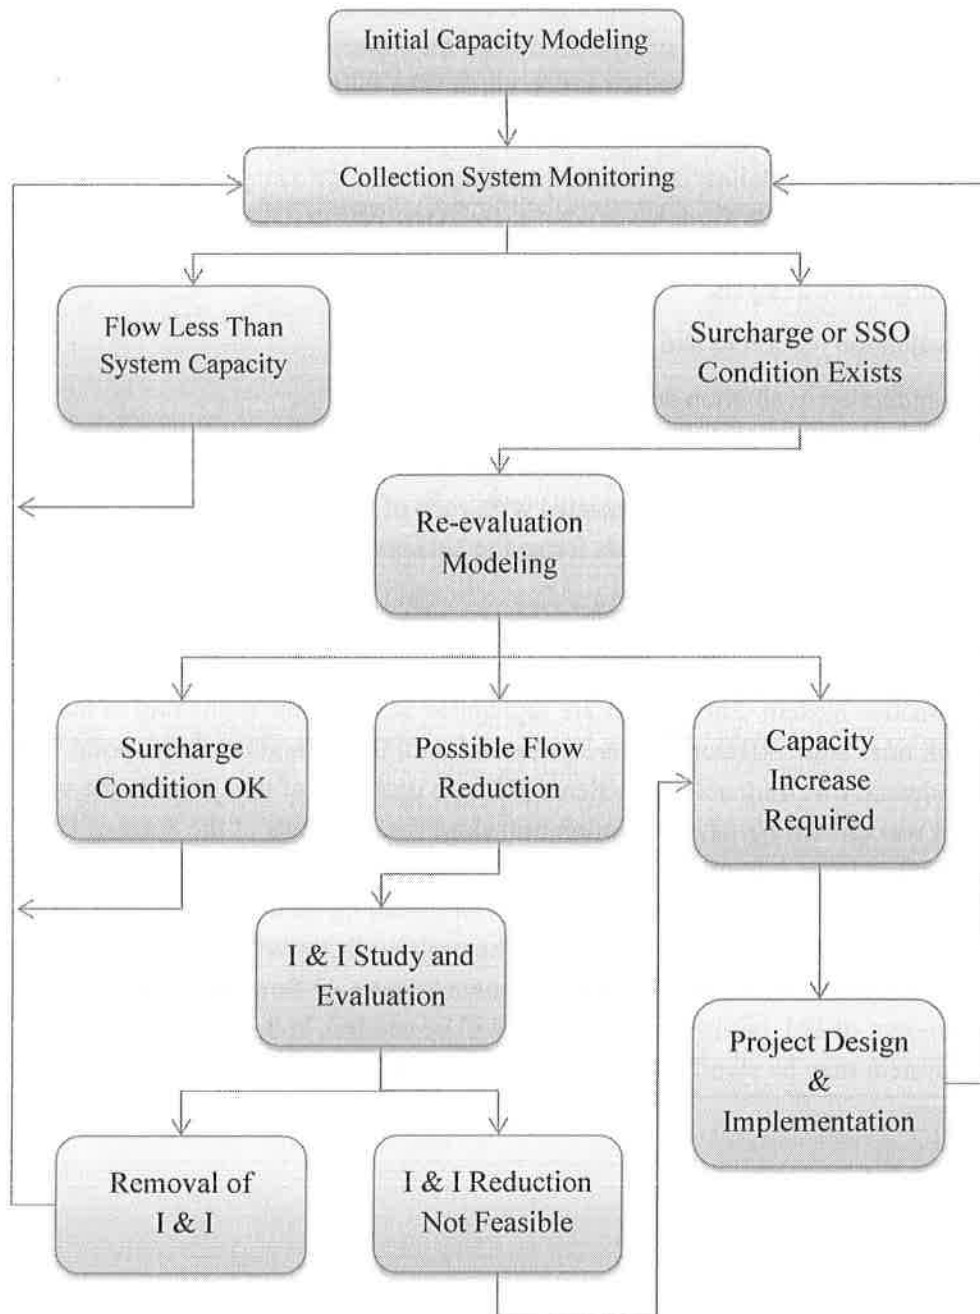 Initial Capacity Modeling
Collection System Monitoring
Flow Less Than
System Capacity
Surcharge or SSO
Condition Exists
Re-evaluation
Modeling
Surcharge
Condition OK
Possible Flow
Reduction
Capacity
Increase
Required
I & I Study and
Evaluation
Project Design
&
Implementation
Removal of
I & I
I & I Reduction
Not Feasible